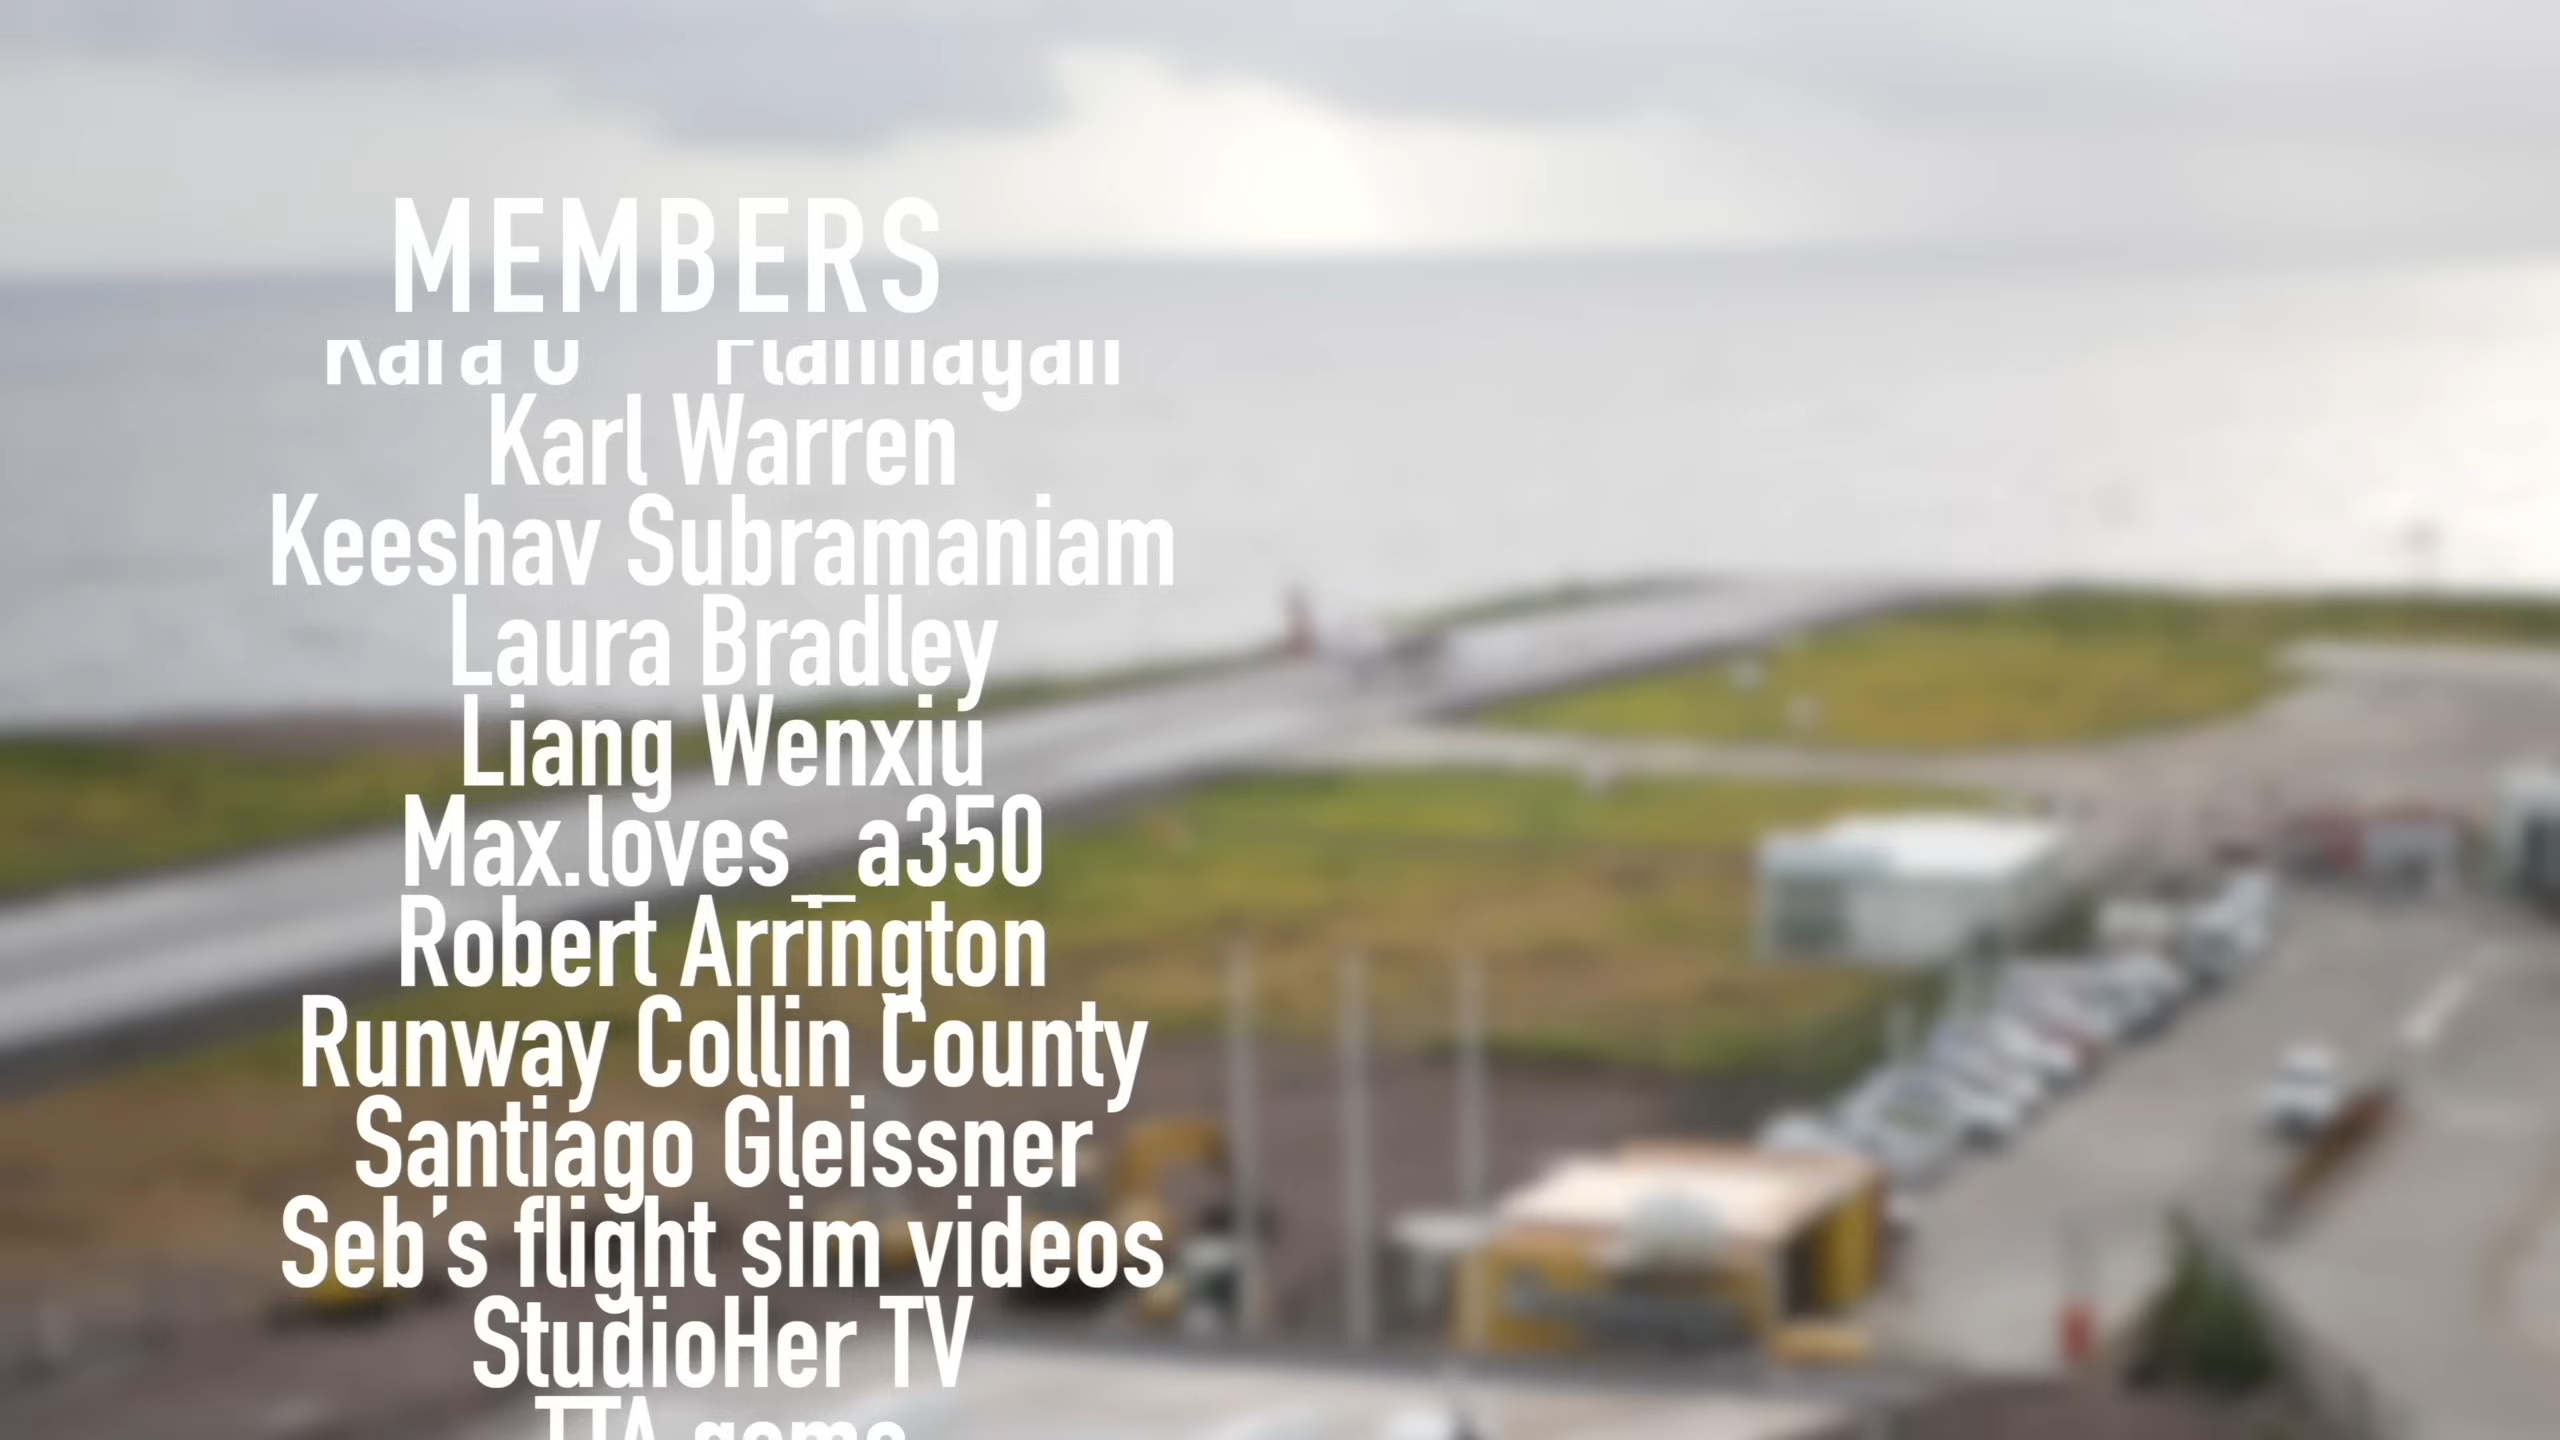 MEMBERS
Karl Warren
Keeshav Subramaniam
Laura Bradley
Liang Wenxiu
Max.loves_a350
Robert Arrington
Runway Collin County
Santiago Gleissner
Seb's flight sim videos
StudioHer TV